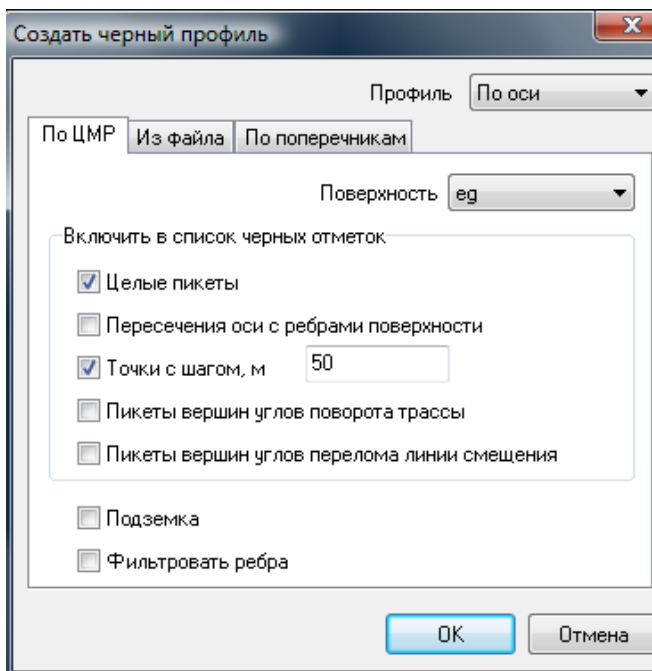 Создать черный профиль
Профиль По оси
По ЦМР Из файла По поперечникам
Поверхность eg
Включить в список черных отметок
Целые пикеты
Пересечения оси с ребрами поверхности
Точки с шагом, м 50
Пикеты вершин углов поворота трассы
Пикеты вершин углов перелома линии смещения
Подземка
Фильтровать ребра
OK Отмена